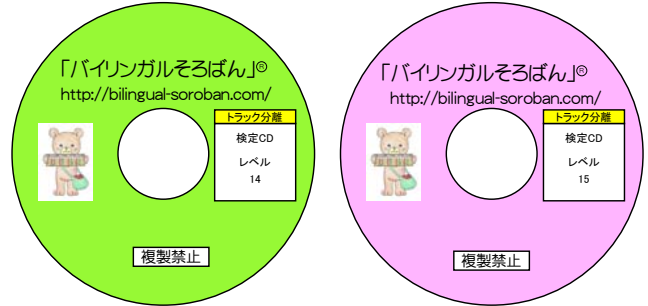 「バイリンガルそろばん」®
http://bilingual-soroban.com/
トラック分離
検定CD
レベル
14
複製禁止
「バイリンガルそろばん」®
http://bilingual-soroban.com/
トラック分離
検定CD
レベル
15
複製禁止